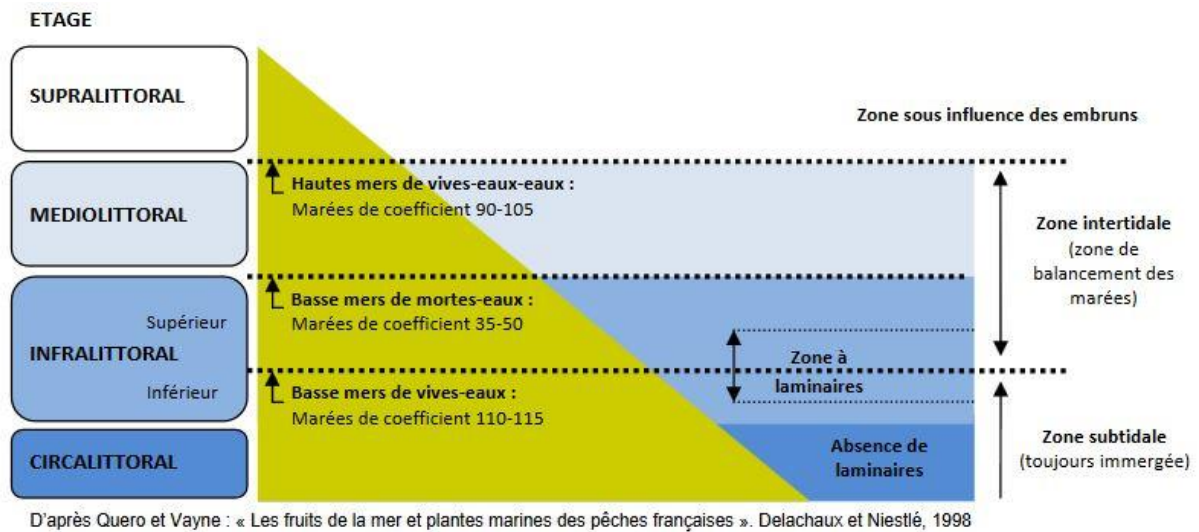 ETAGE
SUPRALITTORAL
Zone sous influence des embruns
MEDIOLITTORAL
Hautes mers de vives-eaux-eaux :
Marées de coefficient 90-105
Zone intertidale
(zone de
balancement des
marées)
Basse mers de mortes-eaux :
Marées de coefficient 35-50
Supérieur
INFRALITTORAL
Inférieur
Zone à
laminaires
Basse mers de vives-eaux :
Marées de coefficient 110-115
CIRCALITTORAL
Absence de
laminaires
Zone subtidale
(toujours immergée)
D'après Quero et Vayne : « Les fruits de la mer et plantes marines des pêches françaises ». Delachaux et Niestlé, 1998